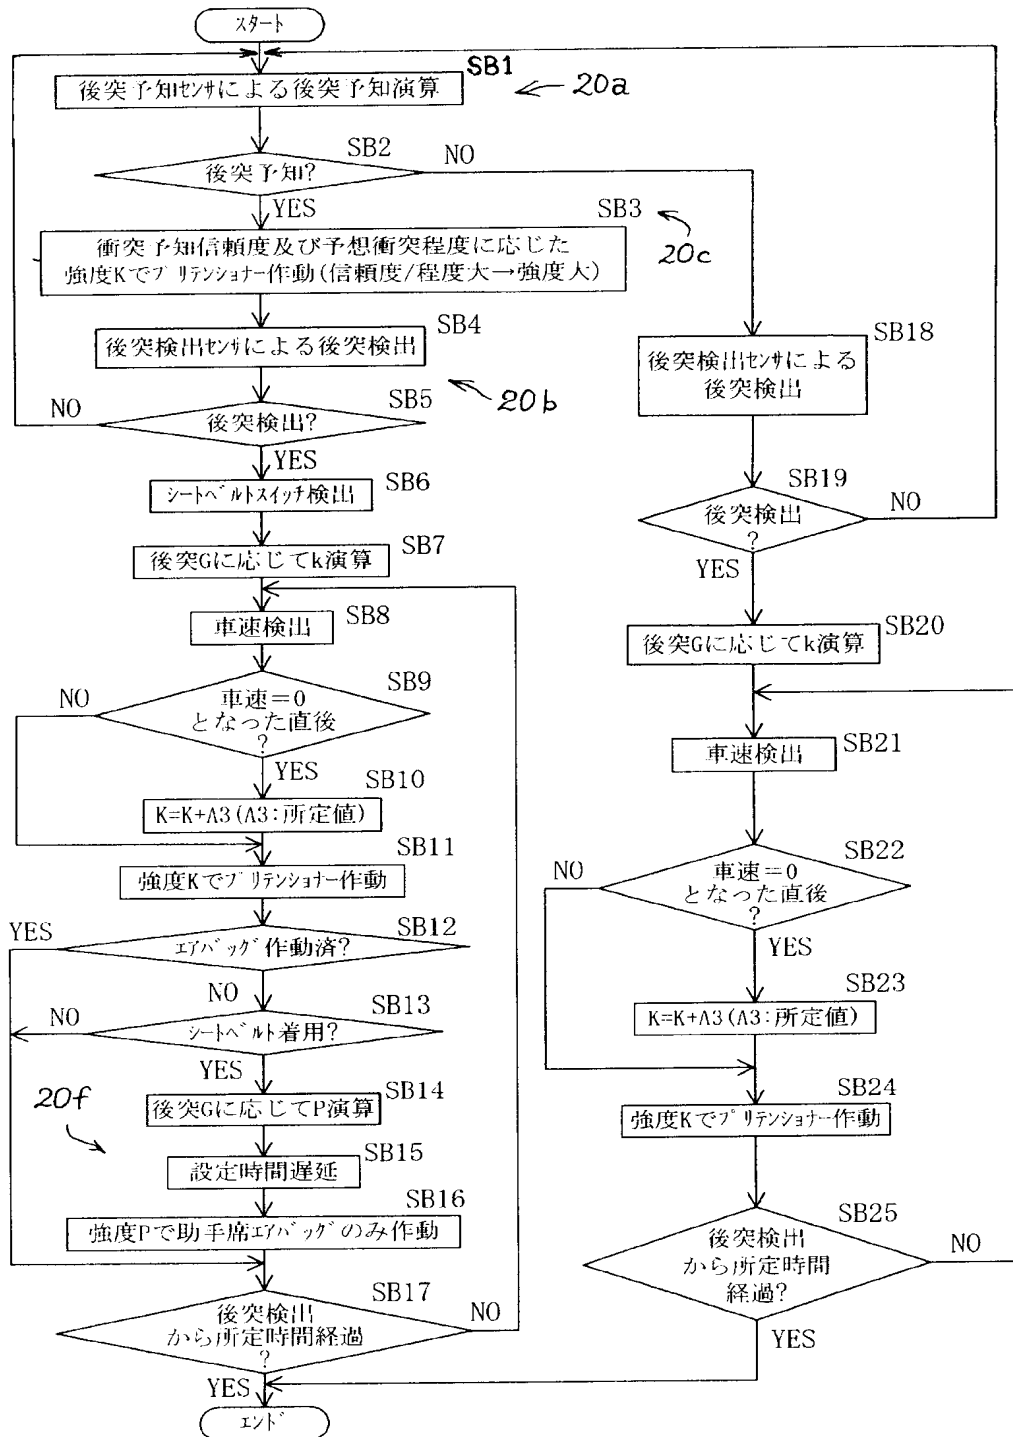 スタート
SB1
後突予知センサによる後突予知演算
20a
SB2
後突予知?
NO
YES
SB3
20c
衝突予知信頼度及び予想衝突程度に応じた
強度Kでプリテンショナー作動(信頼度/程度大→強度大)
SB4
後突検出センサによる後突検出
20b
SB5
後突検出?
NO
YES
シートベルトスイッチ検出
SB6
SB7
後突Gに応じてk演算
SB8
車速検出
SB9
車速=0
となった直後
?
NO
YES
SB10
K=K+A3(A3:所定値)
SB11
強度Kでプリテンショナー作動
SB12
エアバッグ作動済?
YES
NO
SB13
シートベルト着用?
NO
YES
20f
SB14
後突Gに応じてP演算
SB15
設定時間遅延
SB16
強度Pで助手席エアバッグのみ作動
SB17
後突検出
から所定時間経過
?
NO
YES
エンド
SB18
後突検出センサによる
後突検出
SB19
後突検出
?
NO
YES
SB20
後突Gに応じてk演算
SB21
車速検出
SB22
車速=0
となった直後
?
NO
YES
SB23
K=K+A3(A3:所定値)
SB24
強度Kでプリテンショナー作動
SB25
後突検出
から所定時間
経過?
NO
YES